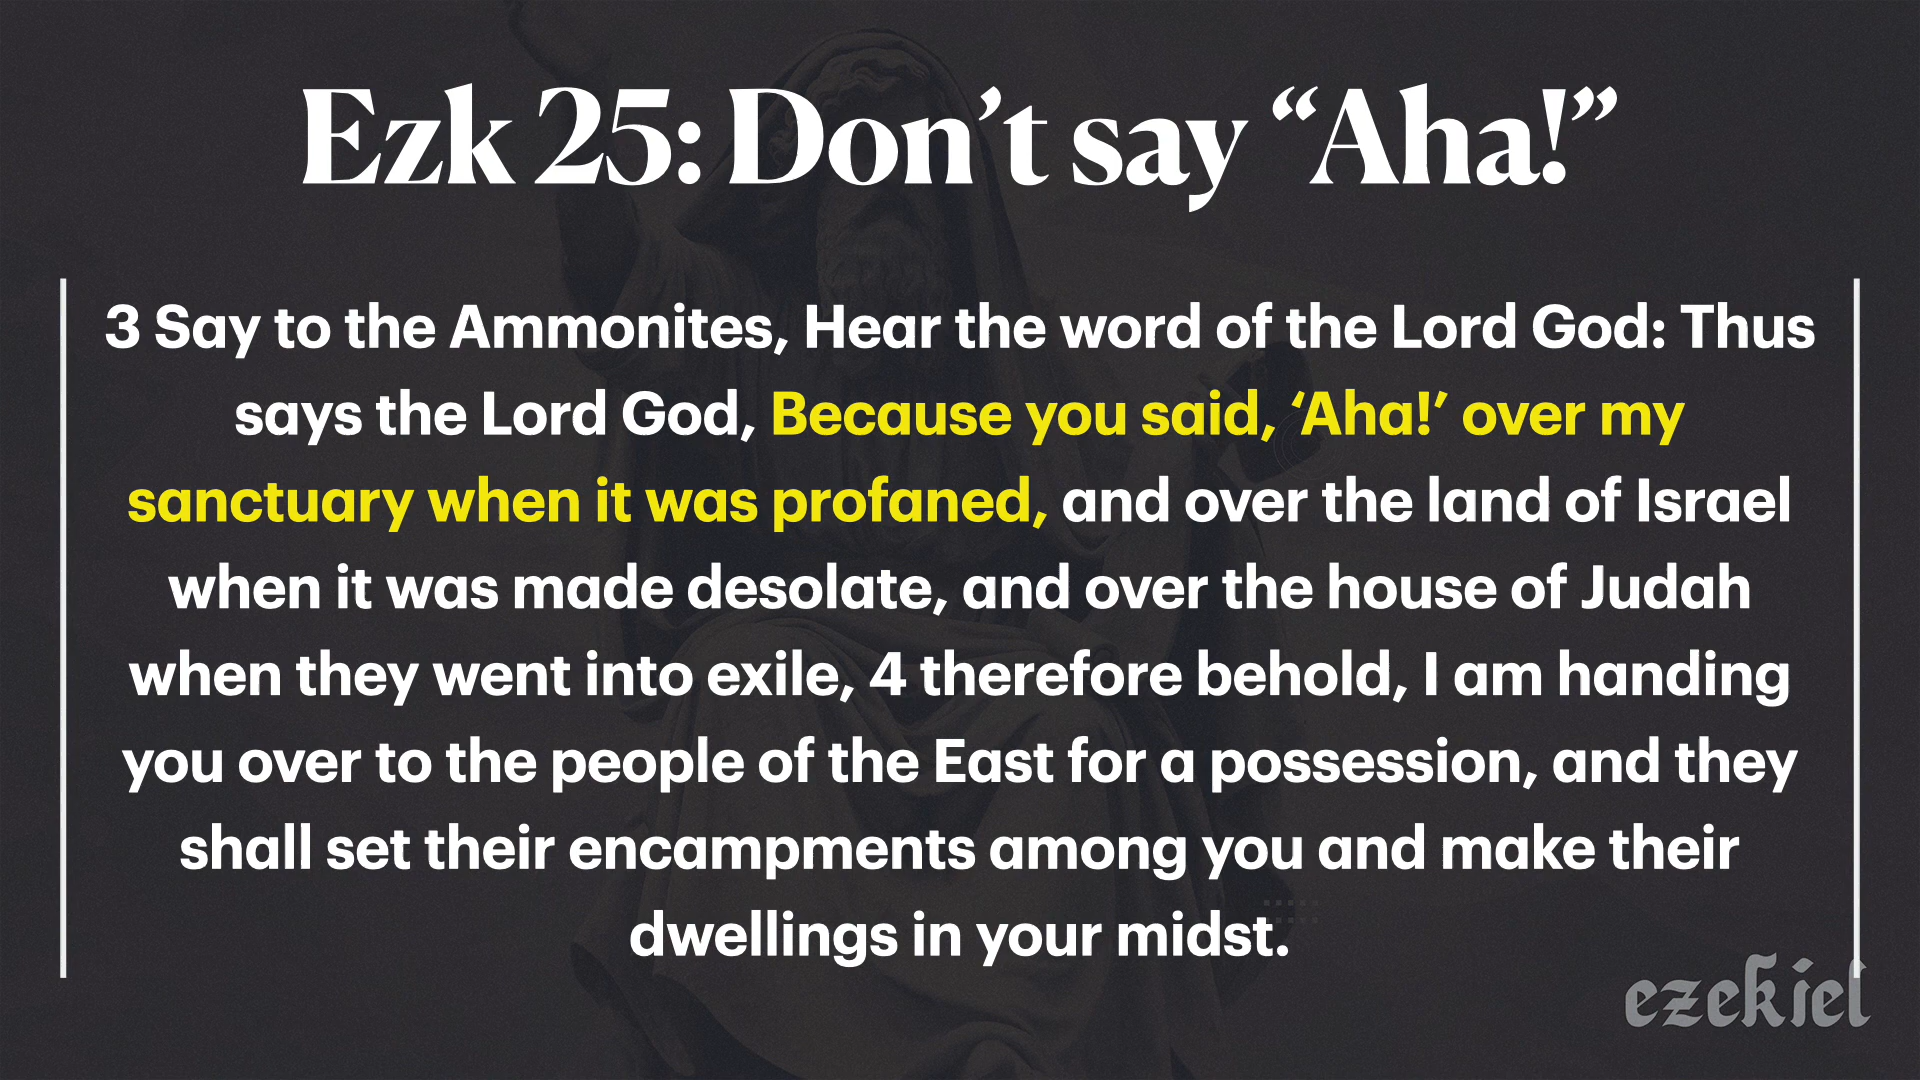 Ezk 25: Don’t say “Aha!”
3 Say to the Ammonites, Hear the word of the Lord God: Thus
says the Lord God, Because you said, ‘Aha!’ over my
sanctuary when it was profaned, and over the land of Israel
when it was made desolate, and over the house of Judah
when they went into exile, 4 therefore behold, I am handing
you over to the people of the East for a possession, and they
shall set their encampments among you and make their
dwellings in your midst.
ezekiel